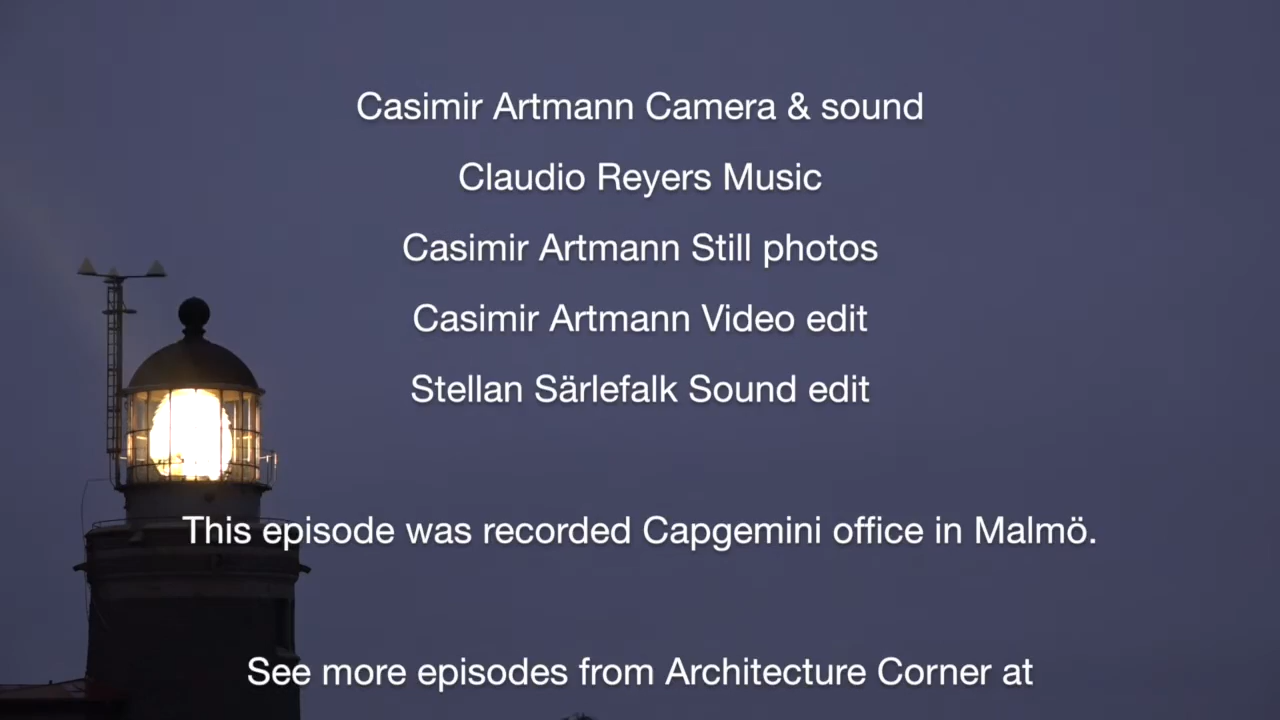 Casimir Artmann Camera & sound
Claudio Reyers Music
Casimir Artmann Still photos
Casimir Artmann Video edit
Stellan Särlefalk Sound edit
This episode was recorded Capgemini office in Malmö.
See more episodes from Architecture Corner at